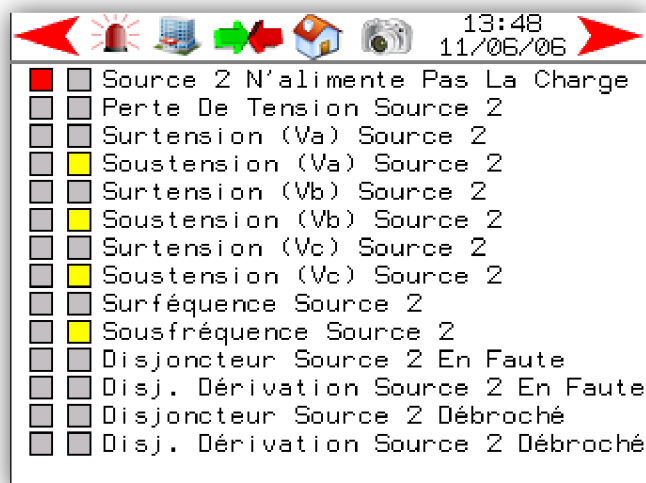 13:48
11/06/06
Source 2 N'alimente Pas La Charge
Perte De Tension Source 2
Surtension (Va) Source 2
Soustension (Va) Source 2
Surtension (Vb) Source 2
Soustension (Vb) Source 2
Surtension (Vc) Source 2
Soustension (Vc) Source 2
Surféquence Source 2
Sousfréquence Source 2
Disjoncteur Source 2 En Faute
Disj. Dérivation Source 2 En Faute
Disjoncteur Source 2 Débroché
Disj. Dérivation Source 2 Débroché